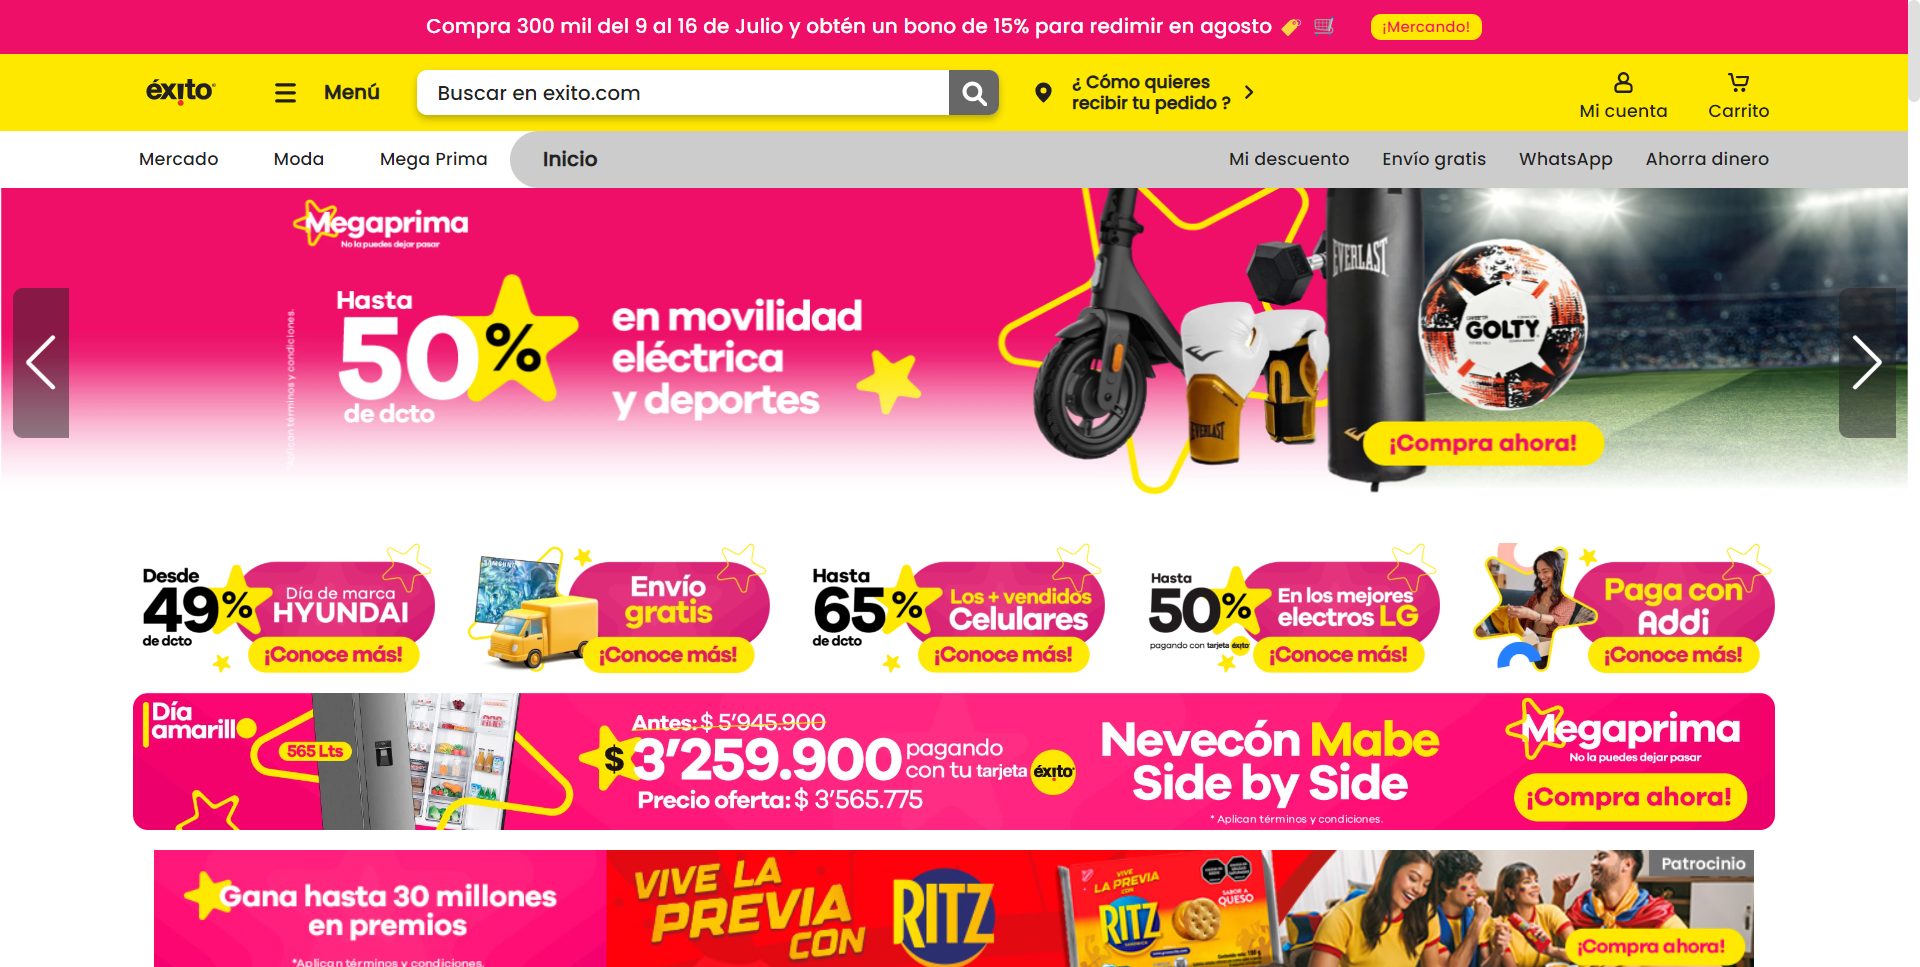 Compra 300 mil del 9 al 16 de Julio y obtén un bono de 15% para redimir en agosto
¡Mercando!
éxito
Menú
Buscar en exito.com
¿ Cómo quieres
recibir tu pedido ?
Mi cuenta
Carrito
Mercado
Moda
Mega Prima
Inicio
Mi descuento
Envío gratis
WhatsApp
Ahorra dinero
Megaprima
No la puedes dejar pasar
Hasta
50%
de dcto
en movilidad
eléctrica
y deportes
*Aplican términos y condiciones.
EVERLAST
EVERLAST
GOLTY
¡Compra ahora!
Desde
49%
de dcto
Día de marca
HYUNDAI
¡Conoce más!
SAMSUNG
Envío
gratis
¡Conoce más!
Hasta
65%
de dcto
Los + vendidos
Celulares
¡Conoce más!
Hasta
50%
pagando con tarjeta éxito
En los mejores
electros LG
¡Conoce más!
Paga con
Addi
¡Conoce más!
Día
amarillo
565 Lts
Antes: $ 5'945.900
$ 3'259.900
pagando
con tu tarjeta éxito
Precio oferta: $ 3'565.775
Nevecón Mabe
Side by Side
* Aplican términos y condiciones.
Megaprima
No la puedes dejar pasar
¡Compra ahora!
Gana hasta 30 millones
en premios
*Aplican términos y condiciones.
VIVE LA
PREVIA
CON
RITZ
VIVE
LA PREVIA
CON
RITZ
SABOR A
QUESO
Patrocinio
¡Compra ahora!